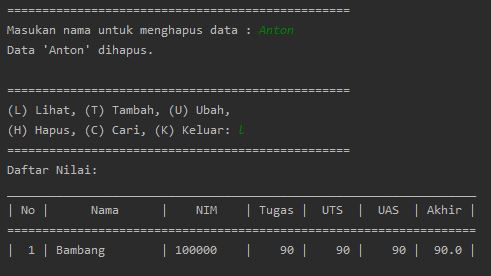 =================================================
Masukan nama untuk menghapus data : Anton
Data 'Anton' dihapus.
=================================================
(L) Lihat, (T) Tambah, (U) Ubah,
(H) Hapus, (C) Cari, (K) Keluar: l
=================================================
Daftar Nilai:
___________________________________________________________________
| No |      Nama      |    NIM    | Tugas |  UTS  |  UAS  | Akhir |
===================================================================
|  1 | Bambang        | 100000    |    90 |    90 |    90 |  90.0 |